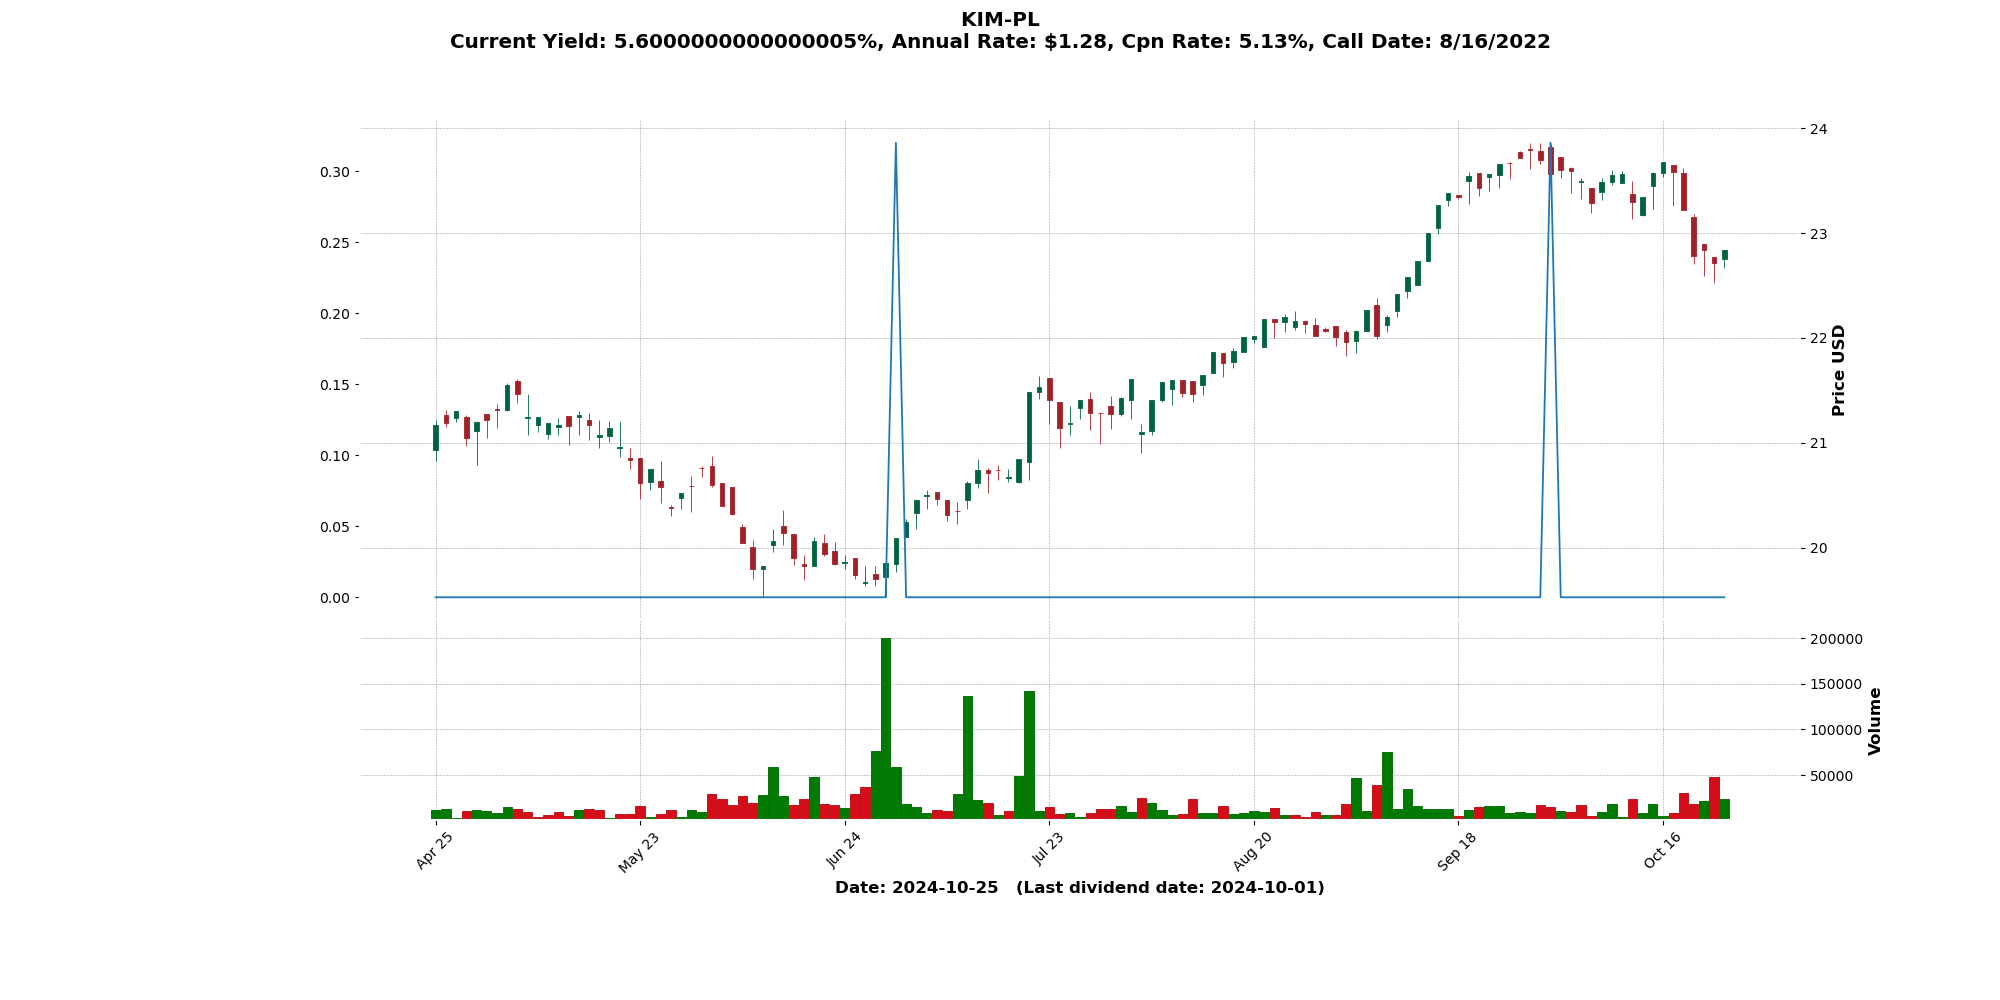 KIM-PL
Current Yield: 5.6000000000000005%, Annual Rate: $1.28, Cpn Rate: 5.13%, Call Date: 8/16/2022
0.30
0.25
0.20
0.15
0.10
0.05
0.00
24
23
22
21
20
Price USD
200000
150000
100000
50000
Volume
Apr 25
May 23
Jun 24
Jul 23
Aug 20
Sep 18
Oct 16
Date: 2024-10-25   (Last dividend date: 2024-10-01)